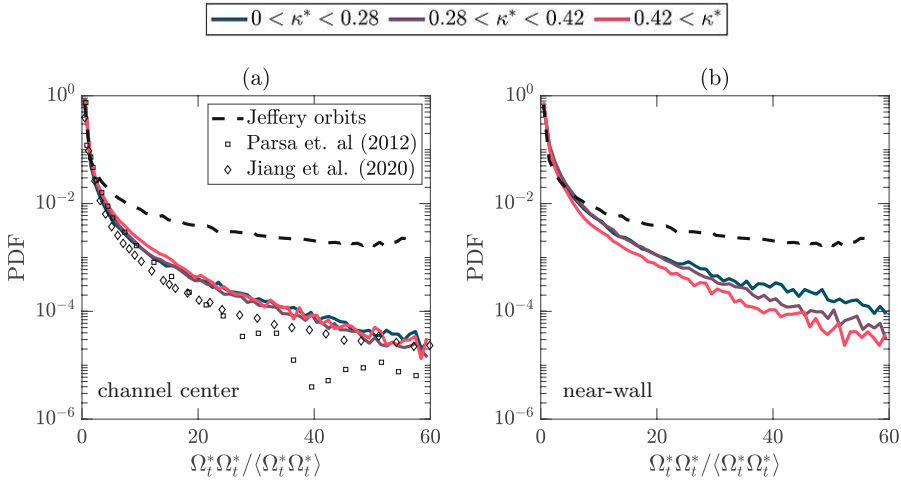 0 < κ* < 0.28 0.28 < κ* < 0.42 0.42 < κ*
(a)
10⁰
10⁻²
10⁻⁴
10⁻⁶
PDF
Jeffery orbits
Parsa et. al (2012)
Jiang et al. (2020)
channel center
0 20 40 60
Ω*ₜΩ*ₜ/⟨Ω*ₜΩ*ₜ⟩
(b)
10⁰
10⁻²
10⁻⁴
10⁻⁶
PDF
near-wall
0 20 40 60
Ω*ₜΩ*ₜ/⟨Ω*ₜΩ*ₜ⟩